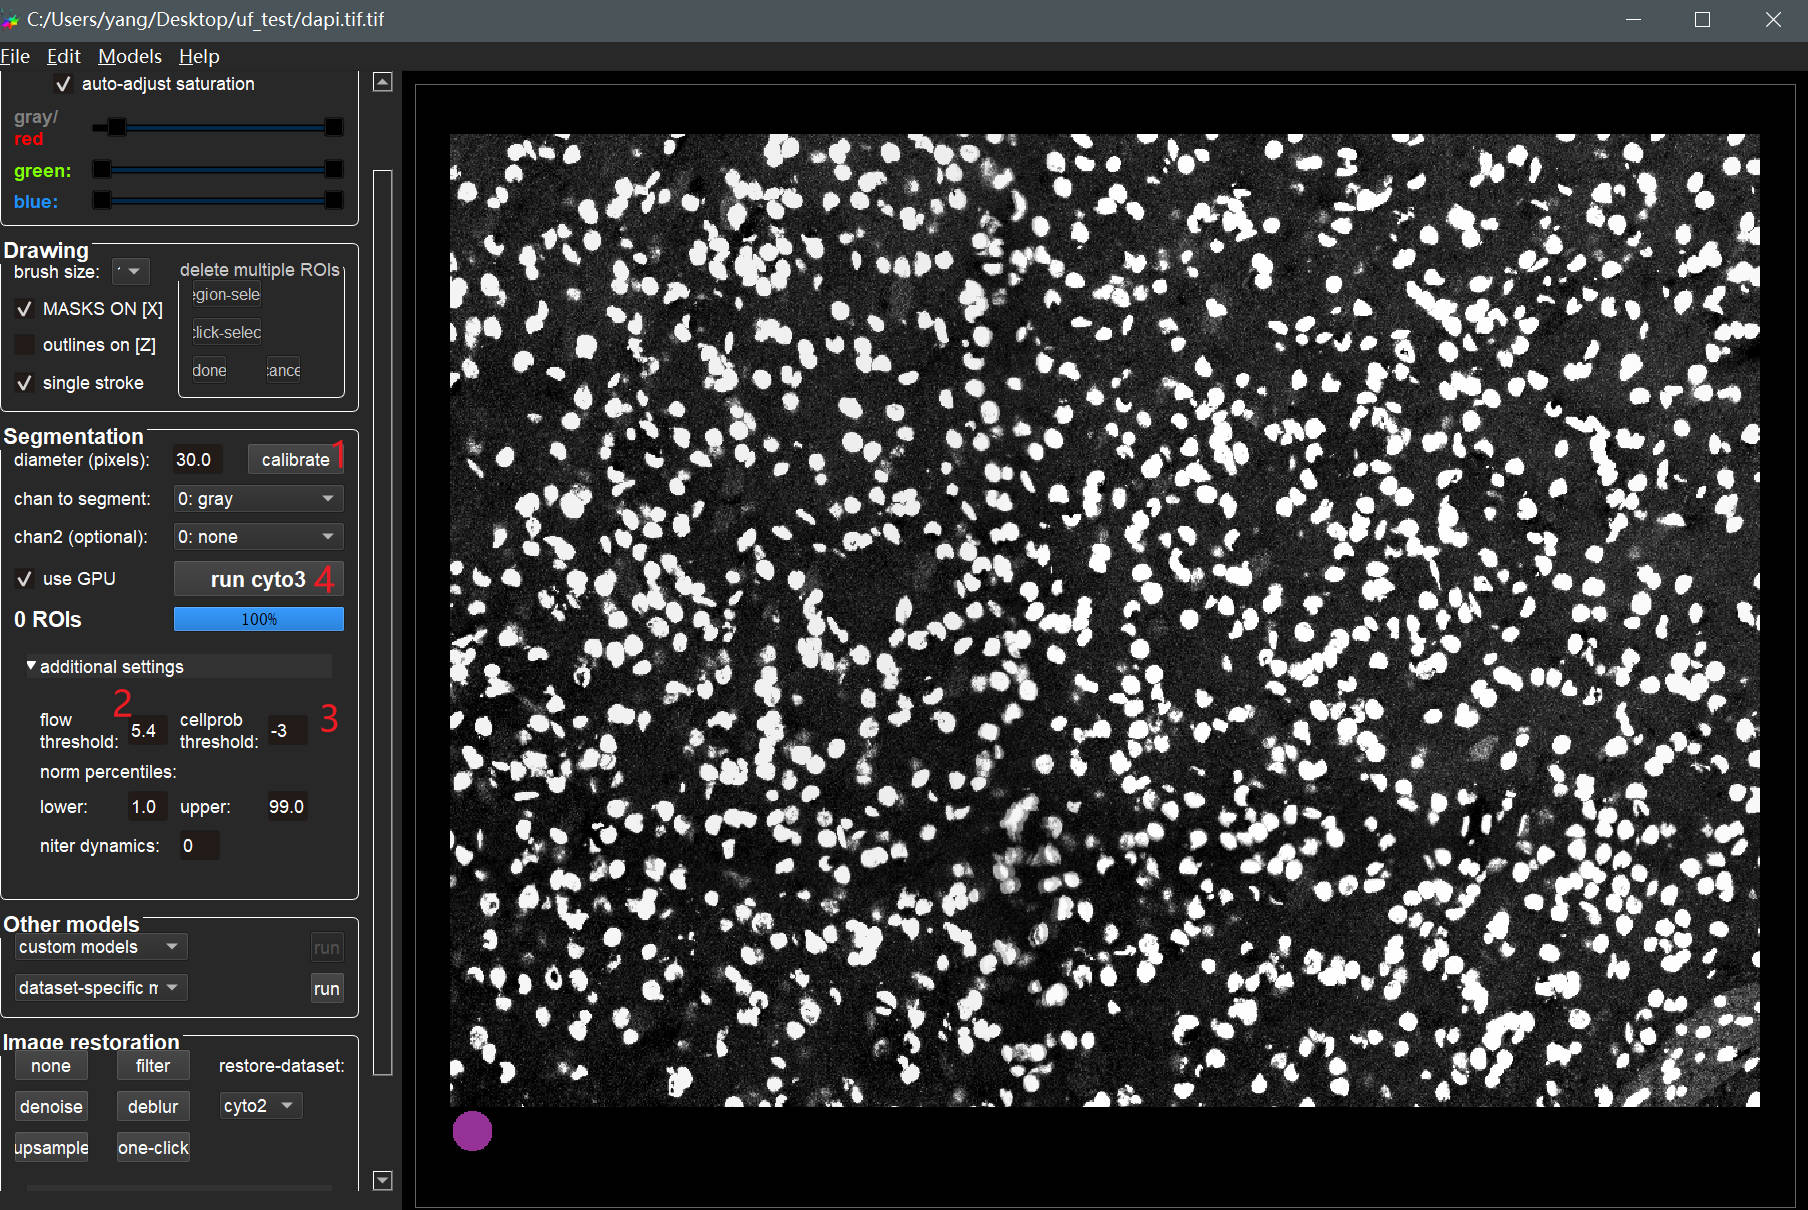 C:/Users/yang/Desktop/uf_test/dapi.tif.tif
File Edit Models Help
auto-adjust saturation
gray/
red
green:
blue:
Drawing
brush size:
delete multiple ROIs
egion-sele
MASKS ON [X]
click-selec
outlines on [Z]
done
cance
single stroke
Segmentation
diameter (pixels): 30.0 calibrate 1
chan to segment: 0: gray
chan2 (optional): 0: none
use GPU run cyto3 4
0 ROIs 100%
additional settings
2
3
flow
threshold: 5.4
cellprob
threshold: -3
norm percentiles:
lower: 1.0 upper: 99.0
niter dynamics: 0
Other models
custom models run
dataset-specific m run
Image restoration
none filter restore-dataset:
denoise deblur cyto2
upsample one-click